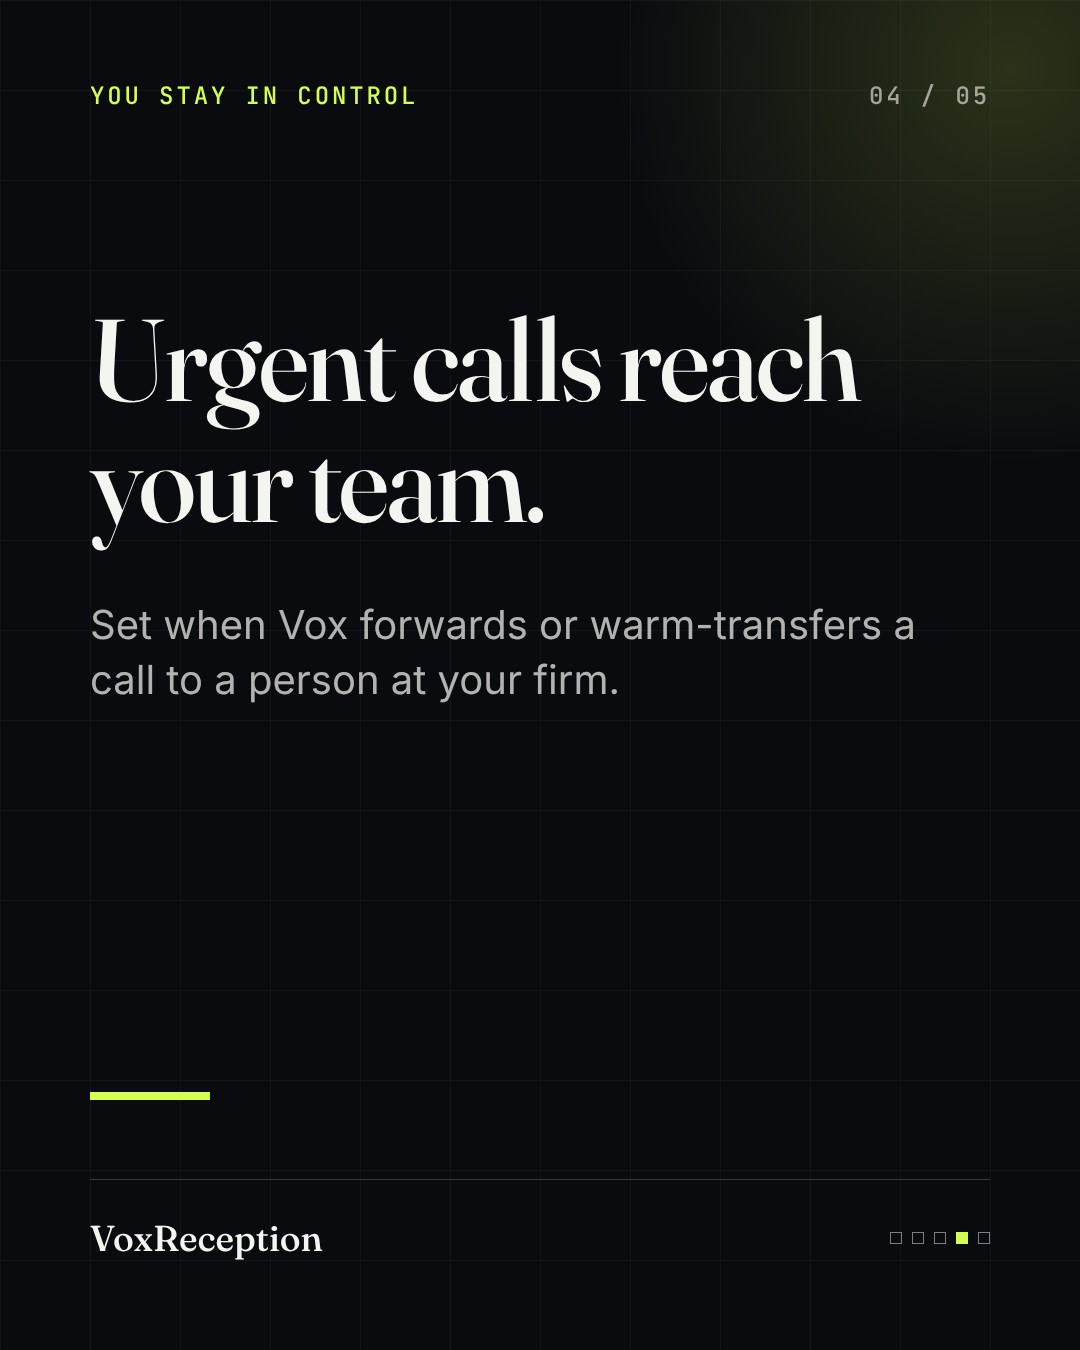 YOU STAY IN CONTROL
04 / 05
Urgent calls reach
your team.
Set when Vox forwards or warm-transfers a
call to a person at your firm.
VoxReception